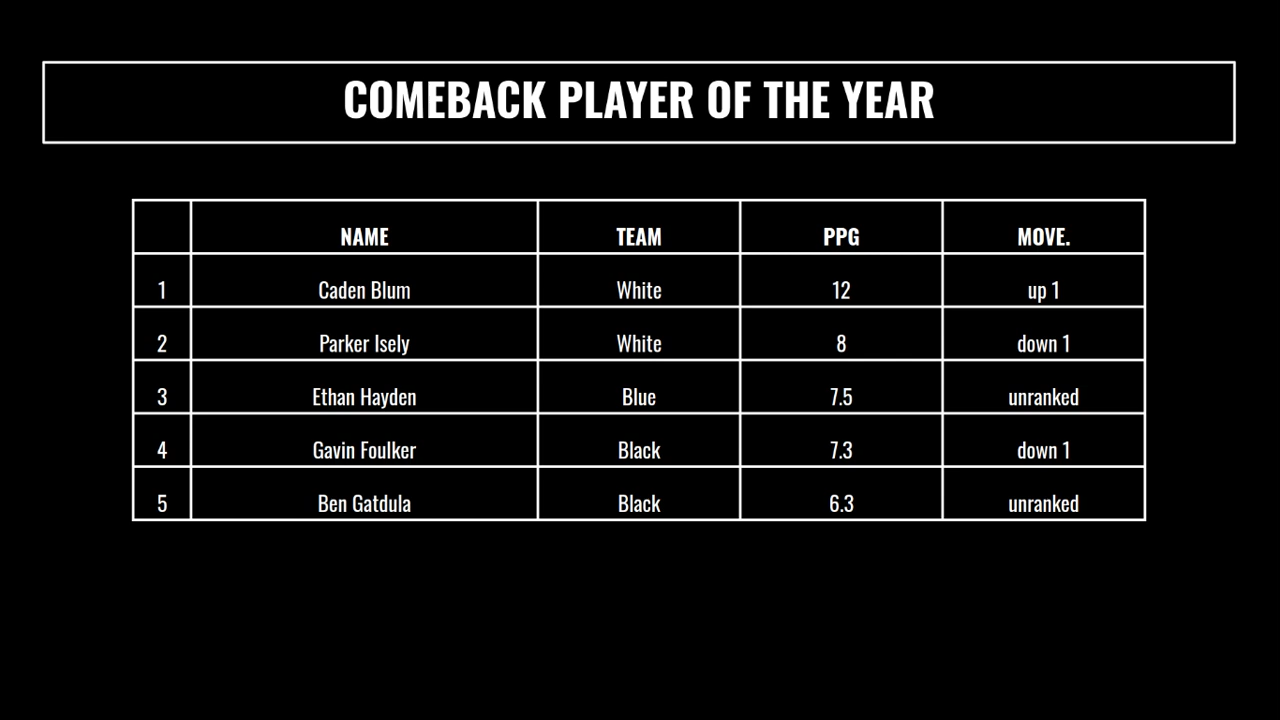 COMEBACK PLAYER OF THE YEAR
NAME TEAM PPG MOVE.
1 Caden Blum White 12 up 1
2 Parker Isely White 8 down 1
3 Ethan Hayden Blue 7.5 unranked
4 Gavin Foulker Black 7.3 down 1
5 Ben Gatdula Black 6.3 unranked